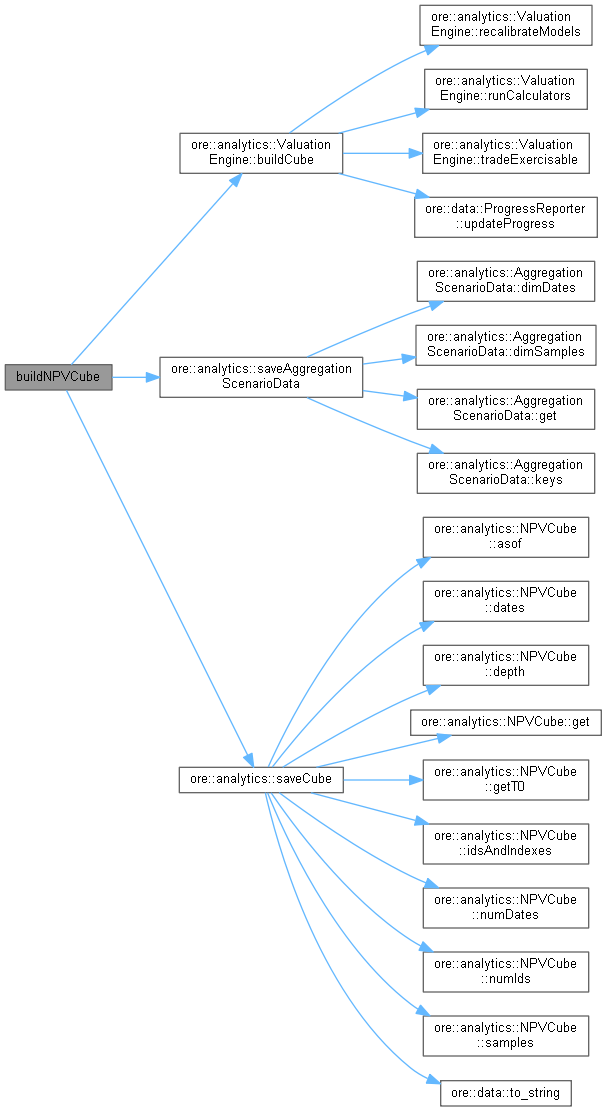 ore::analytics::Valuation
Engine::recalibrateModels
ore::analytics::Valuation
Engine::runCalculators
ore::analytics::Valuation
Engine::buildCube
ore::analytics::Valuation
Engine::tradeExercisable
ore::data::ProgressReporter
::updateProgress
ore::analytics::Aggregation
ScenarioData::dimDates
ore::analytics::Aggregation
ScenarioData::dimSamples
buildNPVCube
ore::analytics::saveAggregation
ScenarioData
ore::analytics::Aggregation
ScenarioData::get
ore::analytics::Aggregation
ScenarioData::keys
ore::analytics::NPVCube
::asof
ore::analytics::NPVCube
::dates
ore::analytics::NPVCube
::depth
ore::analytics::NPVCube::get
ore::analytics::saveCube
ore::analytics::NPVCube
::getT0
ore::analytics::NPVCube
::idsAndIndexes
ore::analytics::NPVCube
::numDates
ore::analytics::NPVCube
::numIds
ore::analytics::NPVCube
::samples
ore::data::to_string